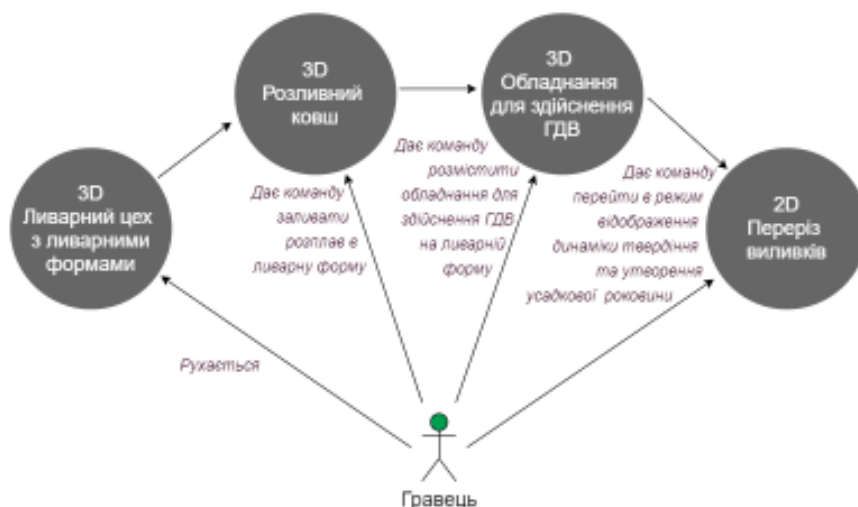 3D
Ливарний цех
з ливарними
формами
3D
Розливний
ковш
3D
Обладнання
для здійснення
ГДВ
2D
Переріз
виливків
Рухається
Дає команду
заливати
розплав в
ливарну форму
Дає команду
розмістити
обладнання для
здійснення ГДВ
на ливарній
форму
Дає команду
перейти в режим
відображення
динаміки твердіння
та утворення
усадкової роковини
Гравець